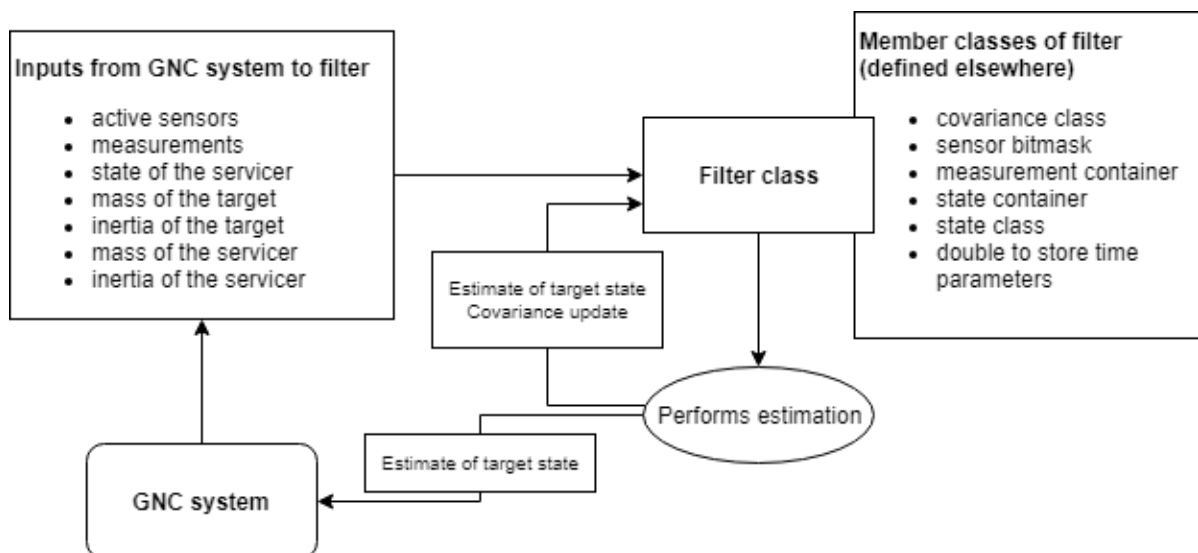 Inputs from GNC system to filter
• active sensors
• measurements
• state of the servicer
• mass of the target
• inertia of the target
• mass of the servicer
• inertia of the servicer
Filter class
Member classes of filter
(defined elsewhere)
• covariance class
• sensor bitmask
• measurement container
• state container
• state class
• double to store time
parameters
Estimate of target state
Covariance update
Performs estimation
Estimate of target state
GNC system